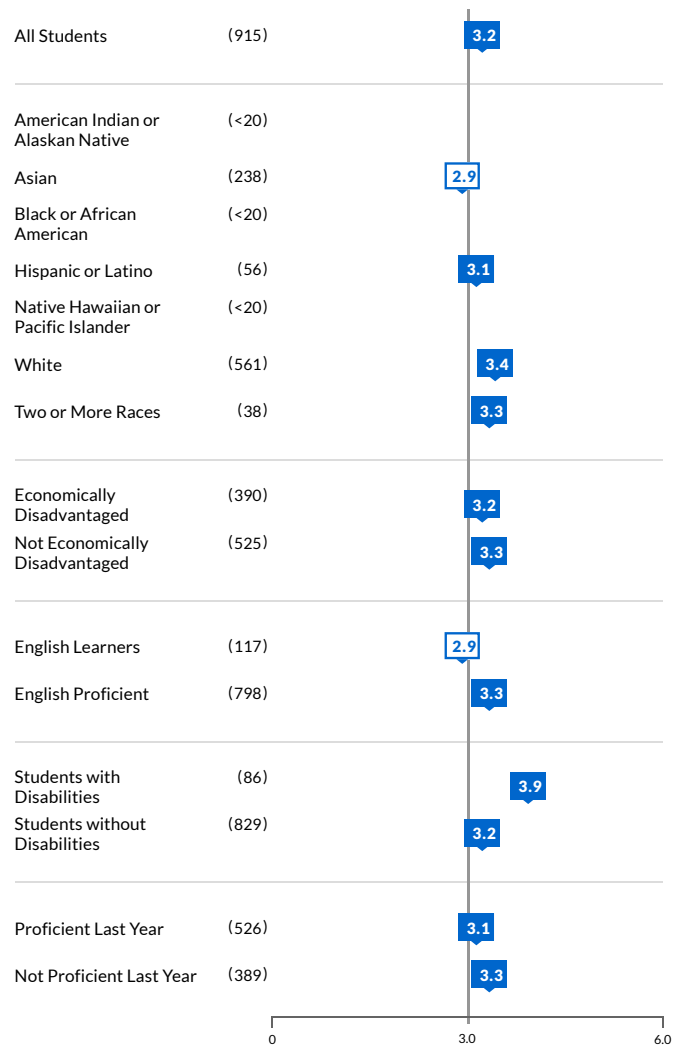 All Students (915) 3.2
American Indian or (<20)
Alaskan Native
Asian (238) 2.9
Black or African (<20)
American
Hispanic or Latino (56) 3.1
Native Hawaiian or (<20)
Pacific Islander
White (561) 3.4
Two or More Races (38) 3.3
Economically (390) 3.2
Disadvantaged
Not Economically (525) 3.3
Disadvantaged
English Learners (117) 2.9
English Proficient (798) 3.3
Students with (86) 3.9
Disabilities
Students without (829) 3.2
Disabilities
Proficient Last Year (526) 3.1
Not Proficient Last Year (389) 3.3
0 3.0 6.0